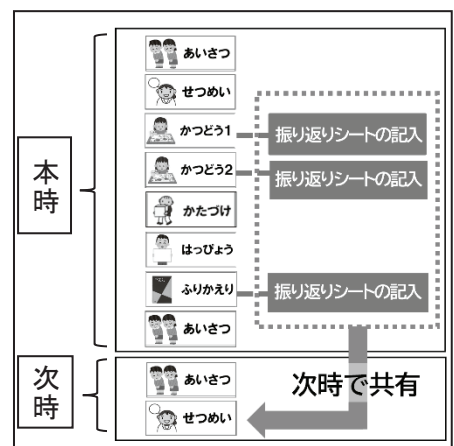 本時
あいさつ
せつめい
かつどう1
振り返りシートの記入
かつどう2
振り返りシートの記入
かたづけ
はっぴょう
ふりかえり
振り返りシートの記入
あいさつ
次時
あいさつ
次時で共有
せつめい